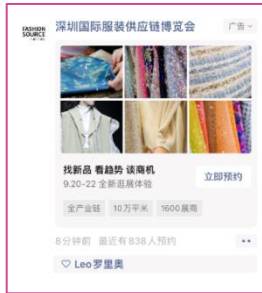 FASHION
SOURCE
深圳国际服装供应链博览会
广告
找新品 看趋势 谈商机
9.20-22 全新逛展体验
立即预约
全产业链
10万平米
1600展商
8分钟前 最近有838人预约
Leo罗里奥